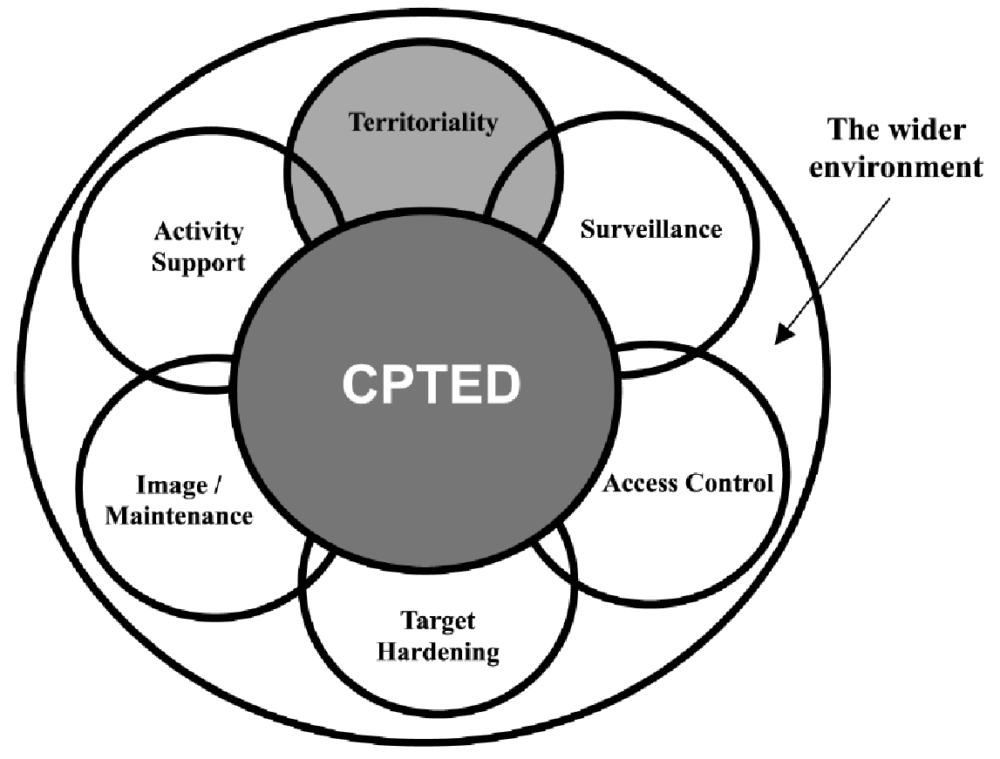 Territoriality
The wider
environment
Activity
Support
Surveillance
CPTED
Image /
Maintenance
Access Control
Target
Hardening